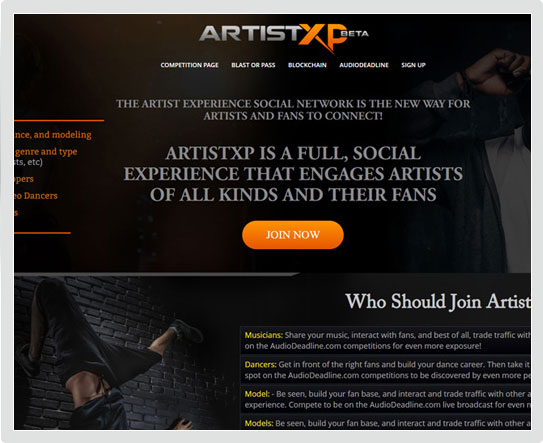 ARTISTXP BETA
COMPETITION PAGE BLAST OR PASS BLOCKCHAIN AUDIODEADLINE SIGN UP
THE ARTIST EXPERIENCE SOCIAL NETWORK IS THE NEW WAY FOR
ARTISTS AND FANS TO CONNECT!
nce, and modeling
genre and type
sts, etc)
opers
eo Dancers
s
ARTISTXP IS A FULL, SOCIAL
EXPERIENCE THAT ENGAGES ARTISTS
OF ALL KINDS AND THEIR FANS
JOIN NOW
Who Should Join Artist
Musicians: Share your music, interact with fans, and best of all, trade traffic with
on the AudioDeadline.com competitions for even more exposure!
Dancers: Get in front of the right fans and build your dance career. Then take it
spot on the AudioDeadline.com competitions to be discovered by even more pe
Model: - Be seen, build your fan base, and interact and trade traffic with other a
experience. Compete to be on the AudioDeadline.com live broadcast for even m
Models: Be seen, build your fan base, and interact and trade traffic with other a